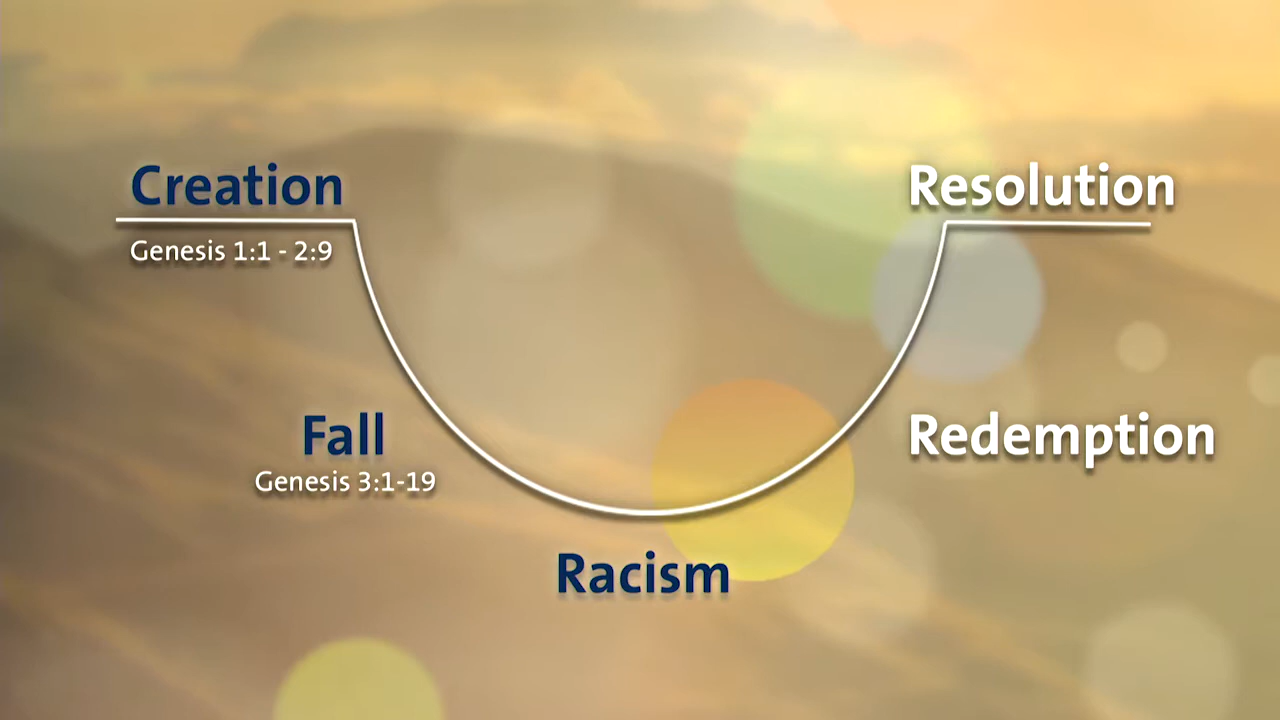 Creation
Genesis 1:1 - 2:9
Fall
Genesis 3:1-19
Racism
Redemption
Resolution